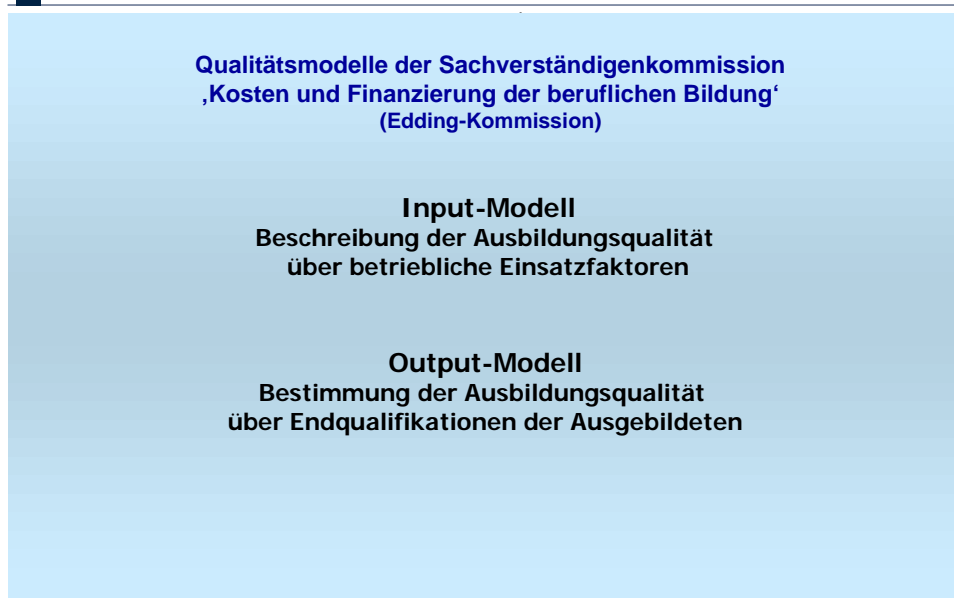 Qualitätsmodelle der Sachverständigenkommission
‚Kosten und Finanzierung der beruflichen Bildung‘
(Edding-Kommission)
Input-Modell
Beschreibung der Ausbildungsqualität
über betriebliche Einsatzfaktoren
Output-Modell
Bestimmung der Ausbildungsqualität
über Endqualifikationen der Ausgebildeten